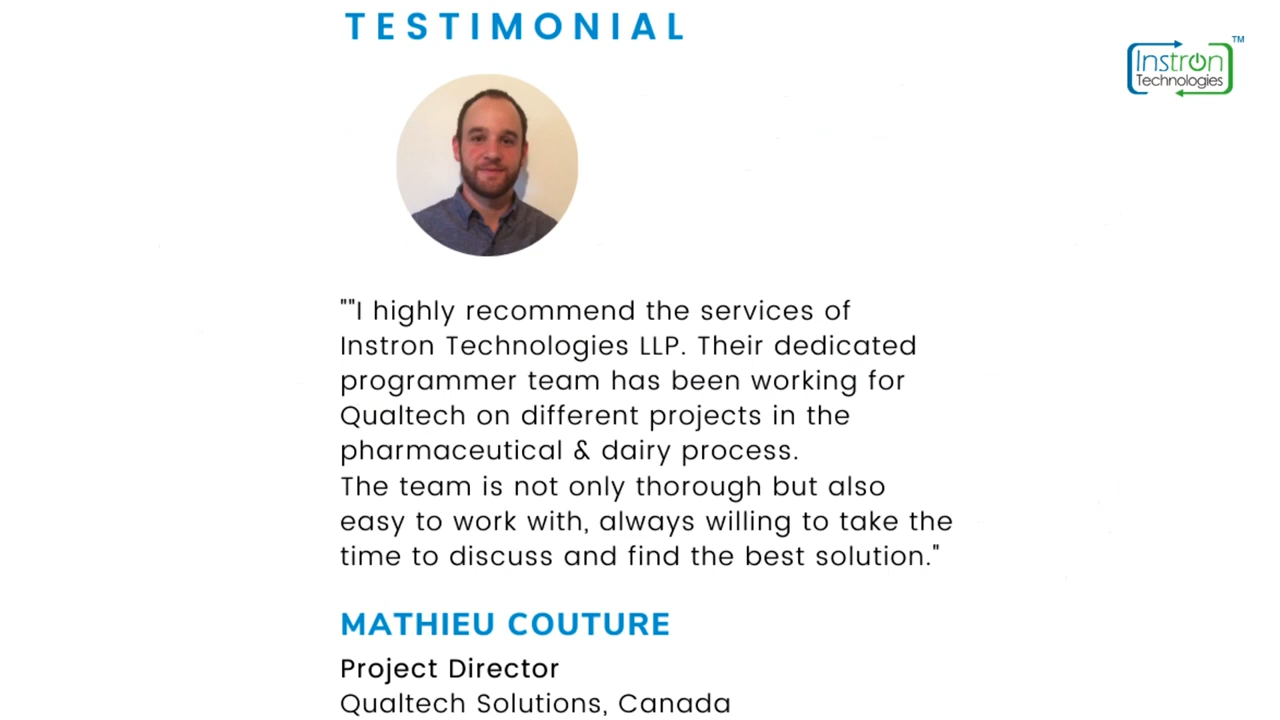 TESTIMONIAL
Instron
Technologies
TM
""I highly recommend the services of
Instron Technologies LLP. Their dedicated
programmer team has been working for
Qualtech on different projects in the
pharmaceutical & dairy process.
The team is not only thorough but also
easy to work with, always willing to take the
time to discuss and find the best solution."
MATHIEU COUTURE
Project Director
Qualtech Solutions, Canada